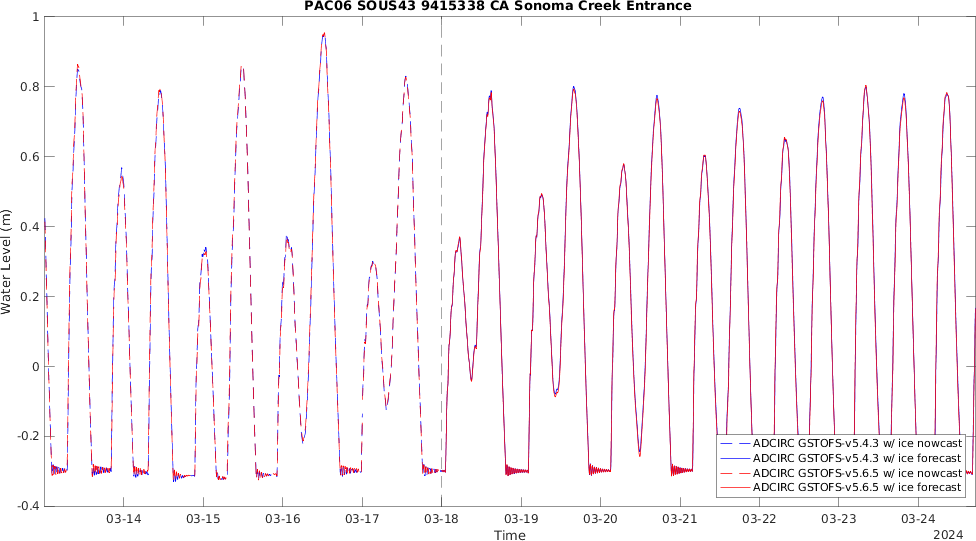 PAC06 SOUS43 9415338 CA Sonoma Creek Entrance
Water Level (m)
1
0.8
0.6
0.4
0.2
0
-0.2
-0.4
ADCIRC GSTOFS-v5.4.3 w/ ice nowcast
ADCIRC GSTOFS-v5.4.3 w/ ice forecast
ADCIRC GSTOFS-v5.6.5 w/ ice nowcast
ADCIRC GSTOFS-v5.6.5 w/ ice forecast
03-14 03-15 03-16 03-17 03-18 03-19 03-20 03-21 03-22 03-23 03-24
Time
2024